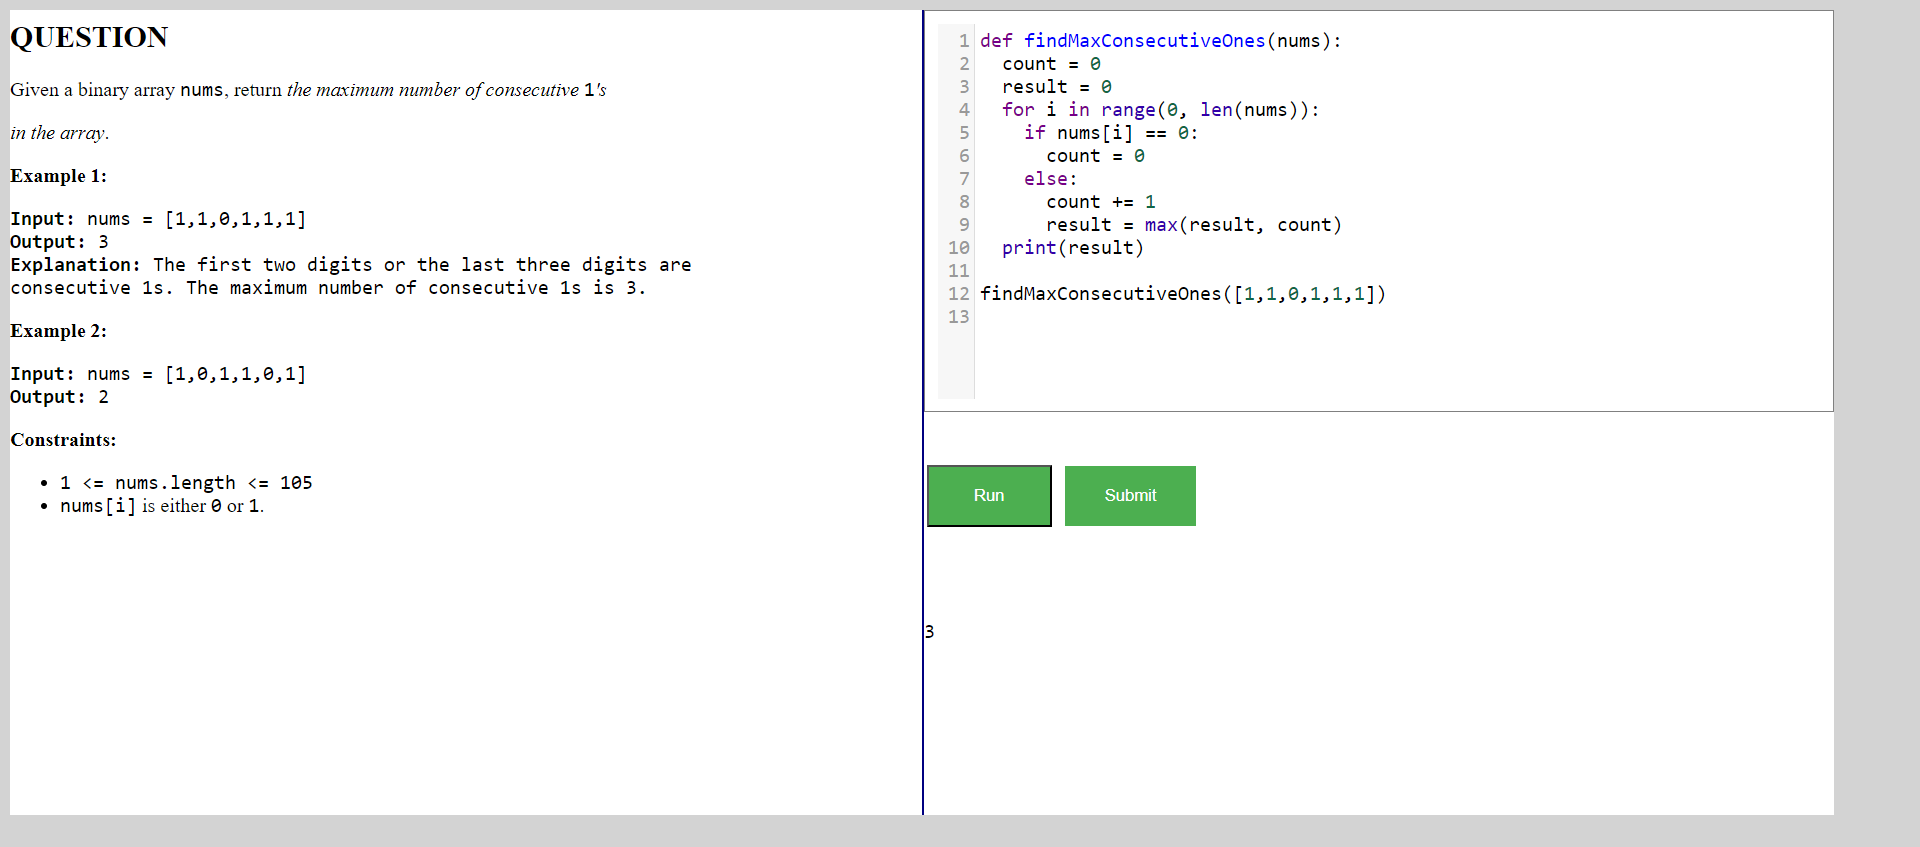 QUESTION
Given a binary array nums, return the maximum number of consecutive 1's
in the array.
Example 1:
Input: nums = [1,1,0,1,1,1]
Output: 3
Explanation: The first two digits or the last three digits are
consecutive 1s. The maximum number of consecutive 1s is 3.
Example 2:
Input: nums = [1,0,1,1,0,1]
Output: 2
Constraints:
• 1 <= nums.length <= 105
• nums[i] is either 0 or 1.
1 def findMaxConsecutiveOnes(nums):
2   count = 0
3   result = 0
4   for i in range(0, len(nums)):
5     if nums[i] == 0:
6       count = 0
7     else:
8       count += 1
9       result = max(result, count)
10   print(result)
11
12 findMaxConsecutiveOnes([1,1,0,1,1,1])
13
Run Submit
3